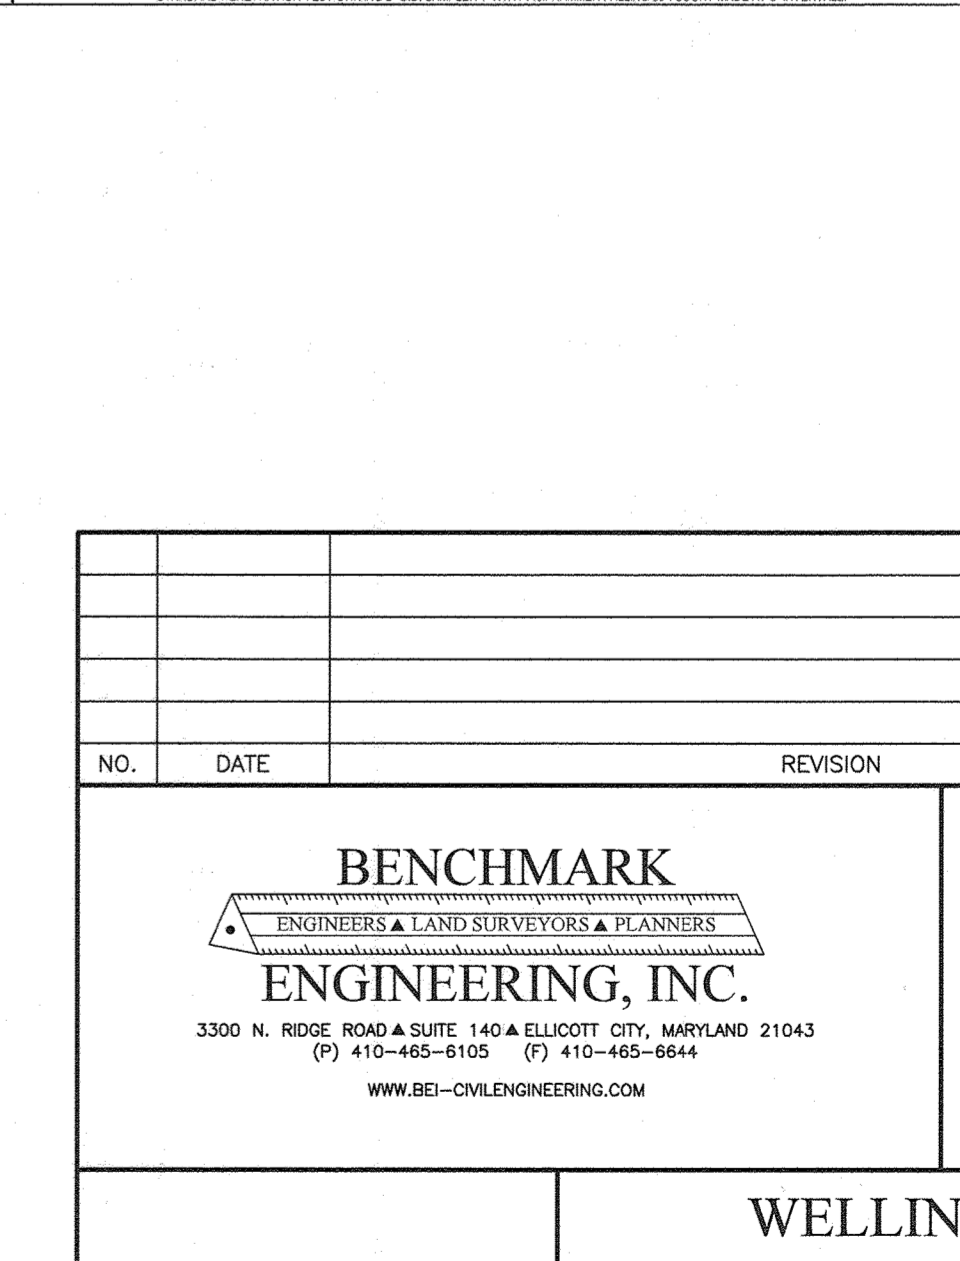 NO. DATE REVISION
BENCHMARK
ENGINEERS ▲ LAND SURVEYORS ▲ PLANNERS
ENGINEERING, INC.
3300 N. RIDGE ROAD ▲ SUITE 140 ▲ ELLICOTT CITY, MARYLAND 21043
(P) 410-465-6105 (F) 410-465-6644
WWW.BEI-CIVILENGINEERING.COM
WELLIN